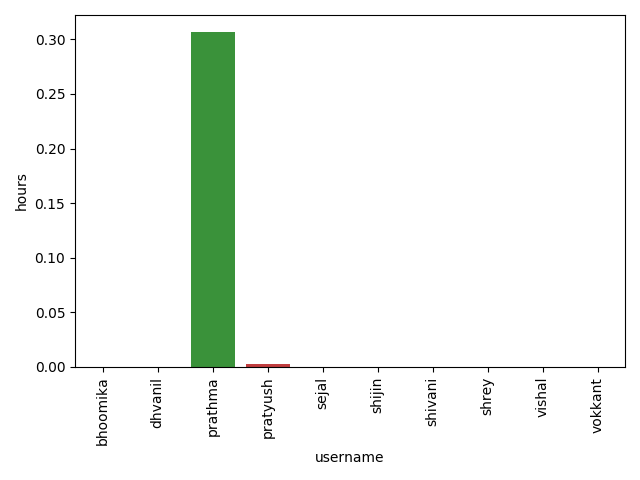 0.30
0.25
0.20
0.15
0.10
0.05
0.00
hours
bhoomika
dhvanil
prathma
pratyush
sejal
shijin
shivani
shrey
vishal
vokkant
username